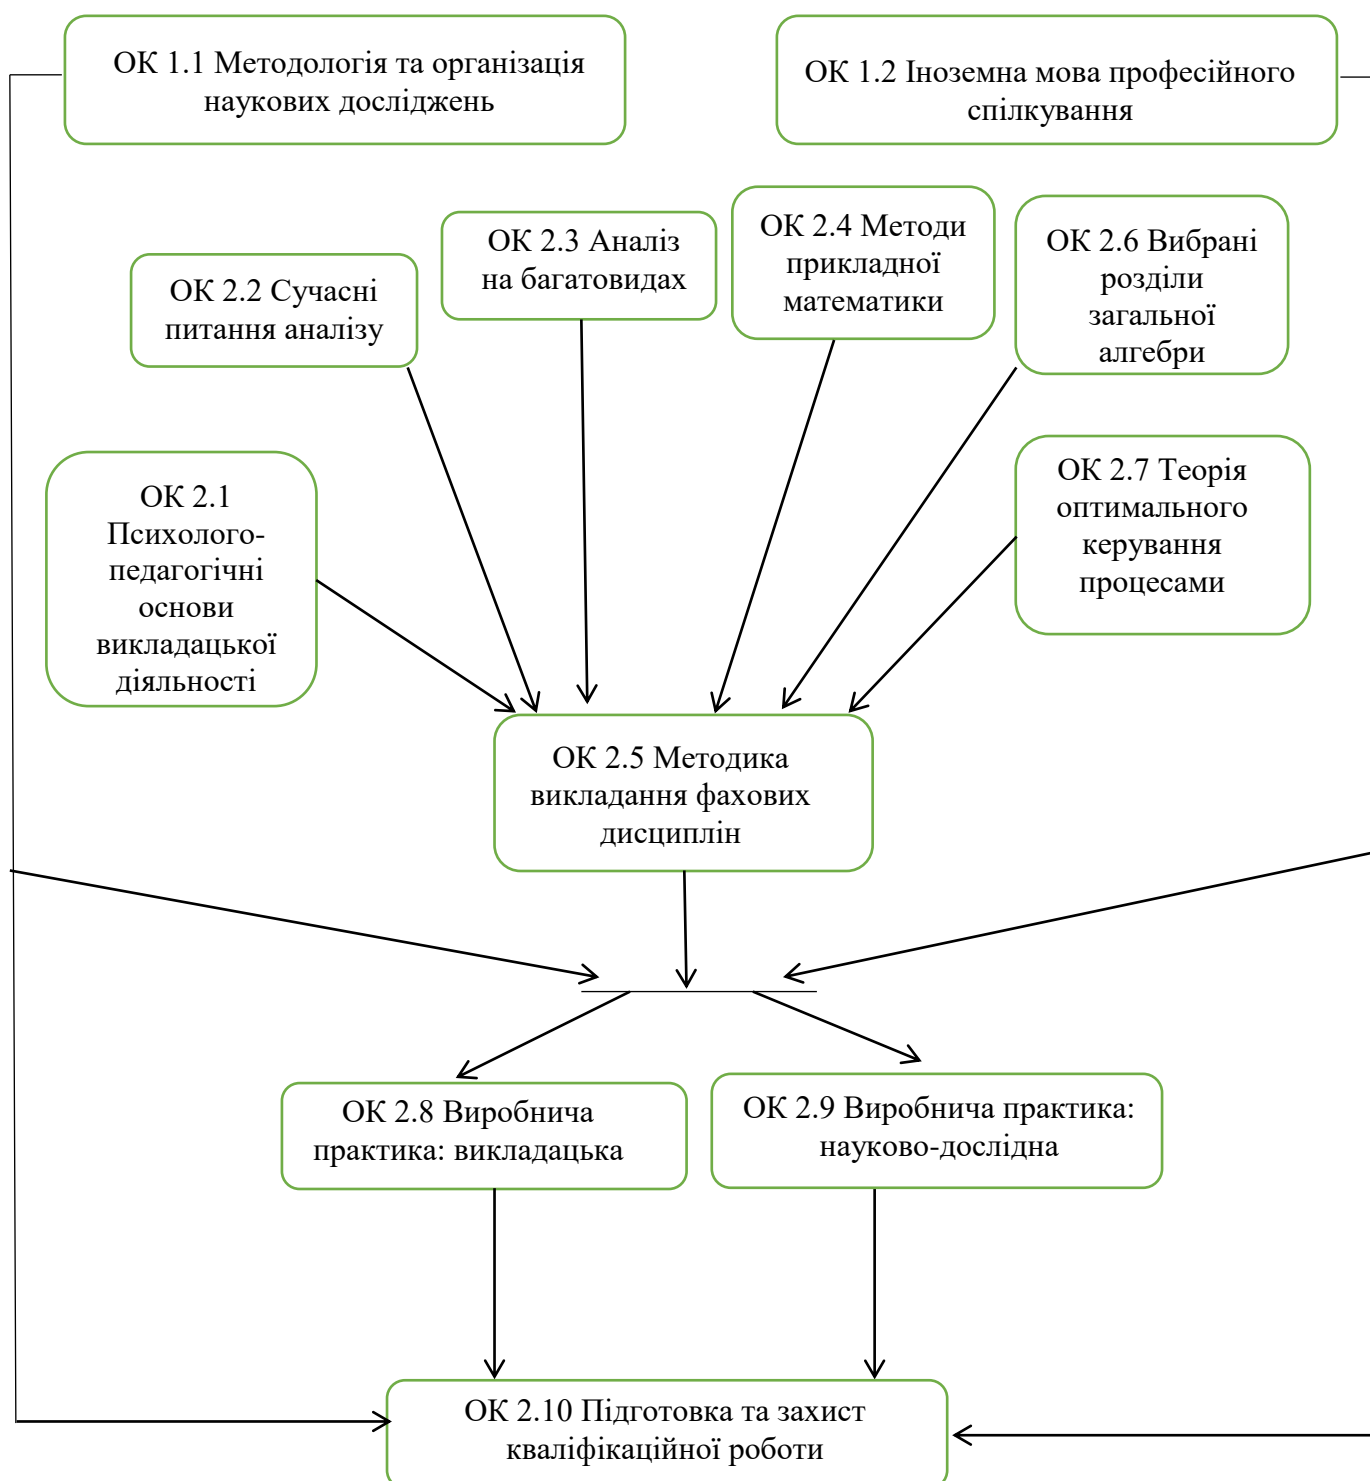 ОК 1.1 Методологія та організація
наукових досліджень
ОК 1.2 Іноземна мова професійного
спілкування
ОК 2.2 Сучасні
питання аналізу
ОК 2.3 Аналіз
на багатовидах
ОК 2.4 Методи
прикладної
математики
ОК 2.6 Вибрані
розділи
загальної
алгебри
ОК 2.1
Психолого-
педагогічні
основи
викладацької
діяльності
ОК 2.7 Теорія
оптимального
керування
процесами
ОК 2.5 Методика
викладання фахових
дисциплін
ОК 2.8 Виробнича
практика: викладацька
ОК 2.9 Виробнича практика:
науково-дослідна
ОК 2.10 Підготовка та захист
кваліфікаційної роботи